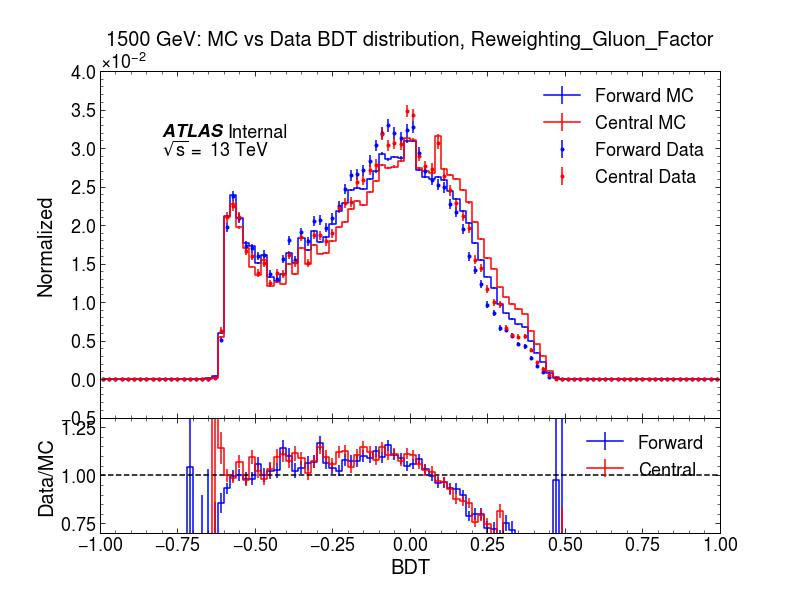 1500 GeV: MC vs Data BDT distribution, Reweighting_Gluon_Factor
×10⁻²
4.0
3.5
3.0
2.5
2.0
1.5
1.0
0.5
0.0
0.5
Normalized
ATLAS Internal
√s = 13 TeV
Forward MC
Central MC
Forward Data
Central Data
1.25
1.00
0.75
Data/MC
Forward
Central
−1.00 −0.75 −0.50 −0.25 0.00 0.25 0.50 0.75 1.00
BDT